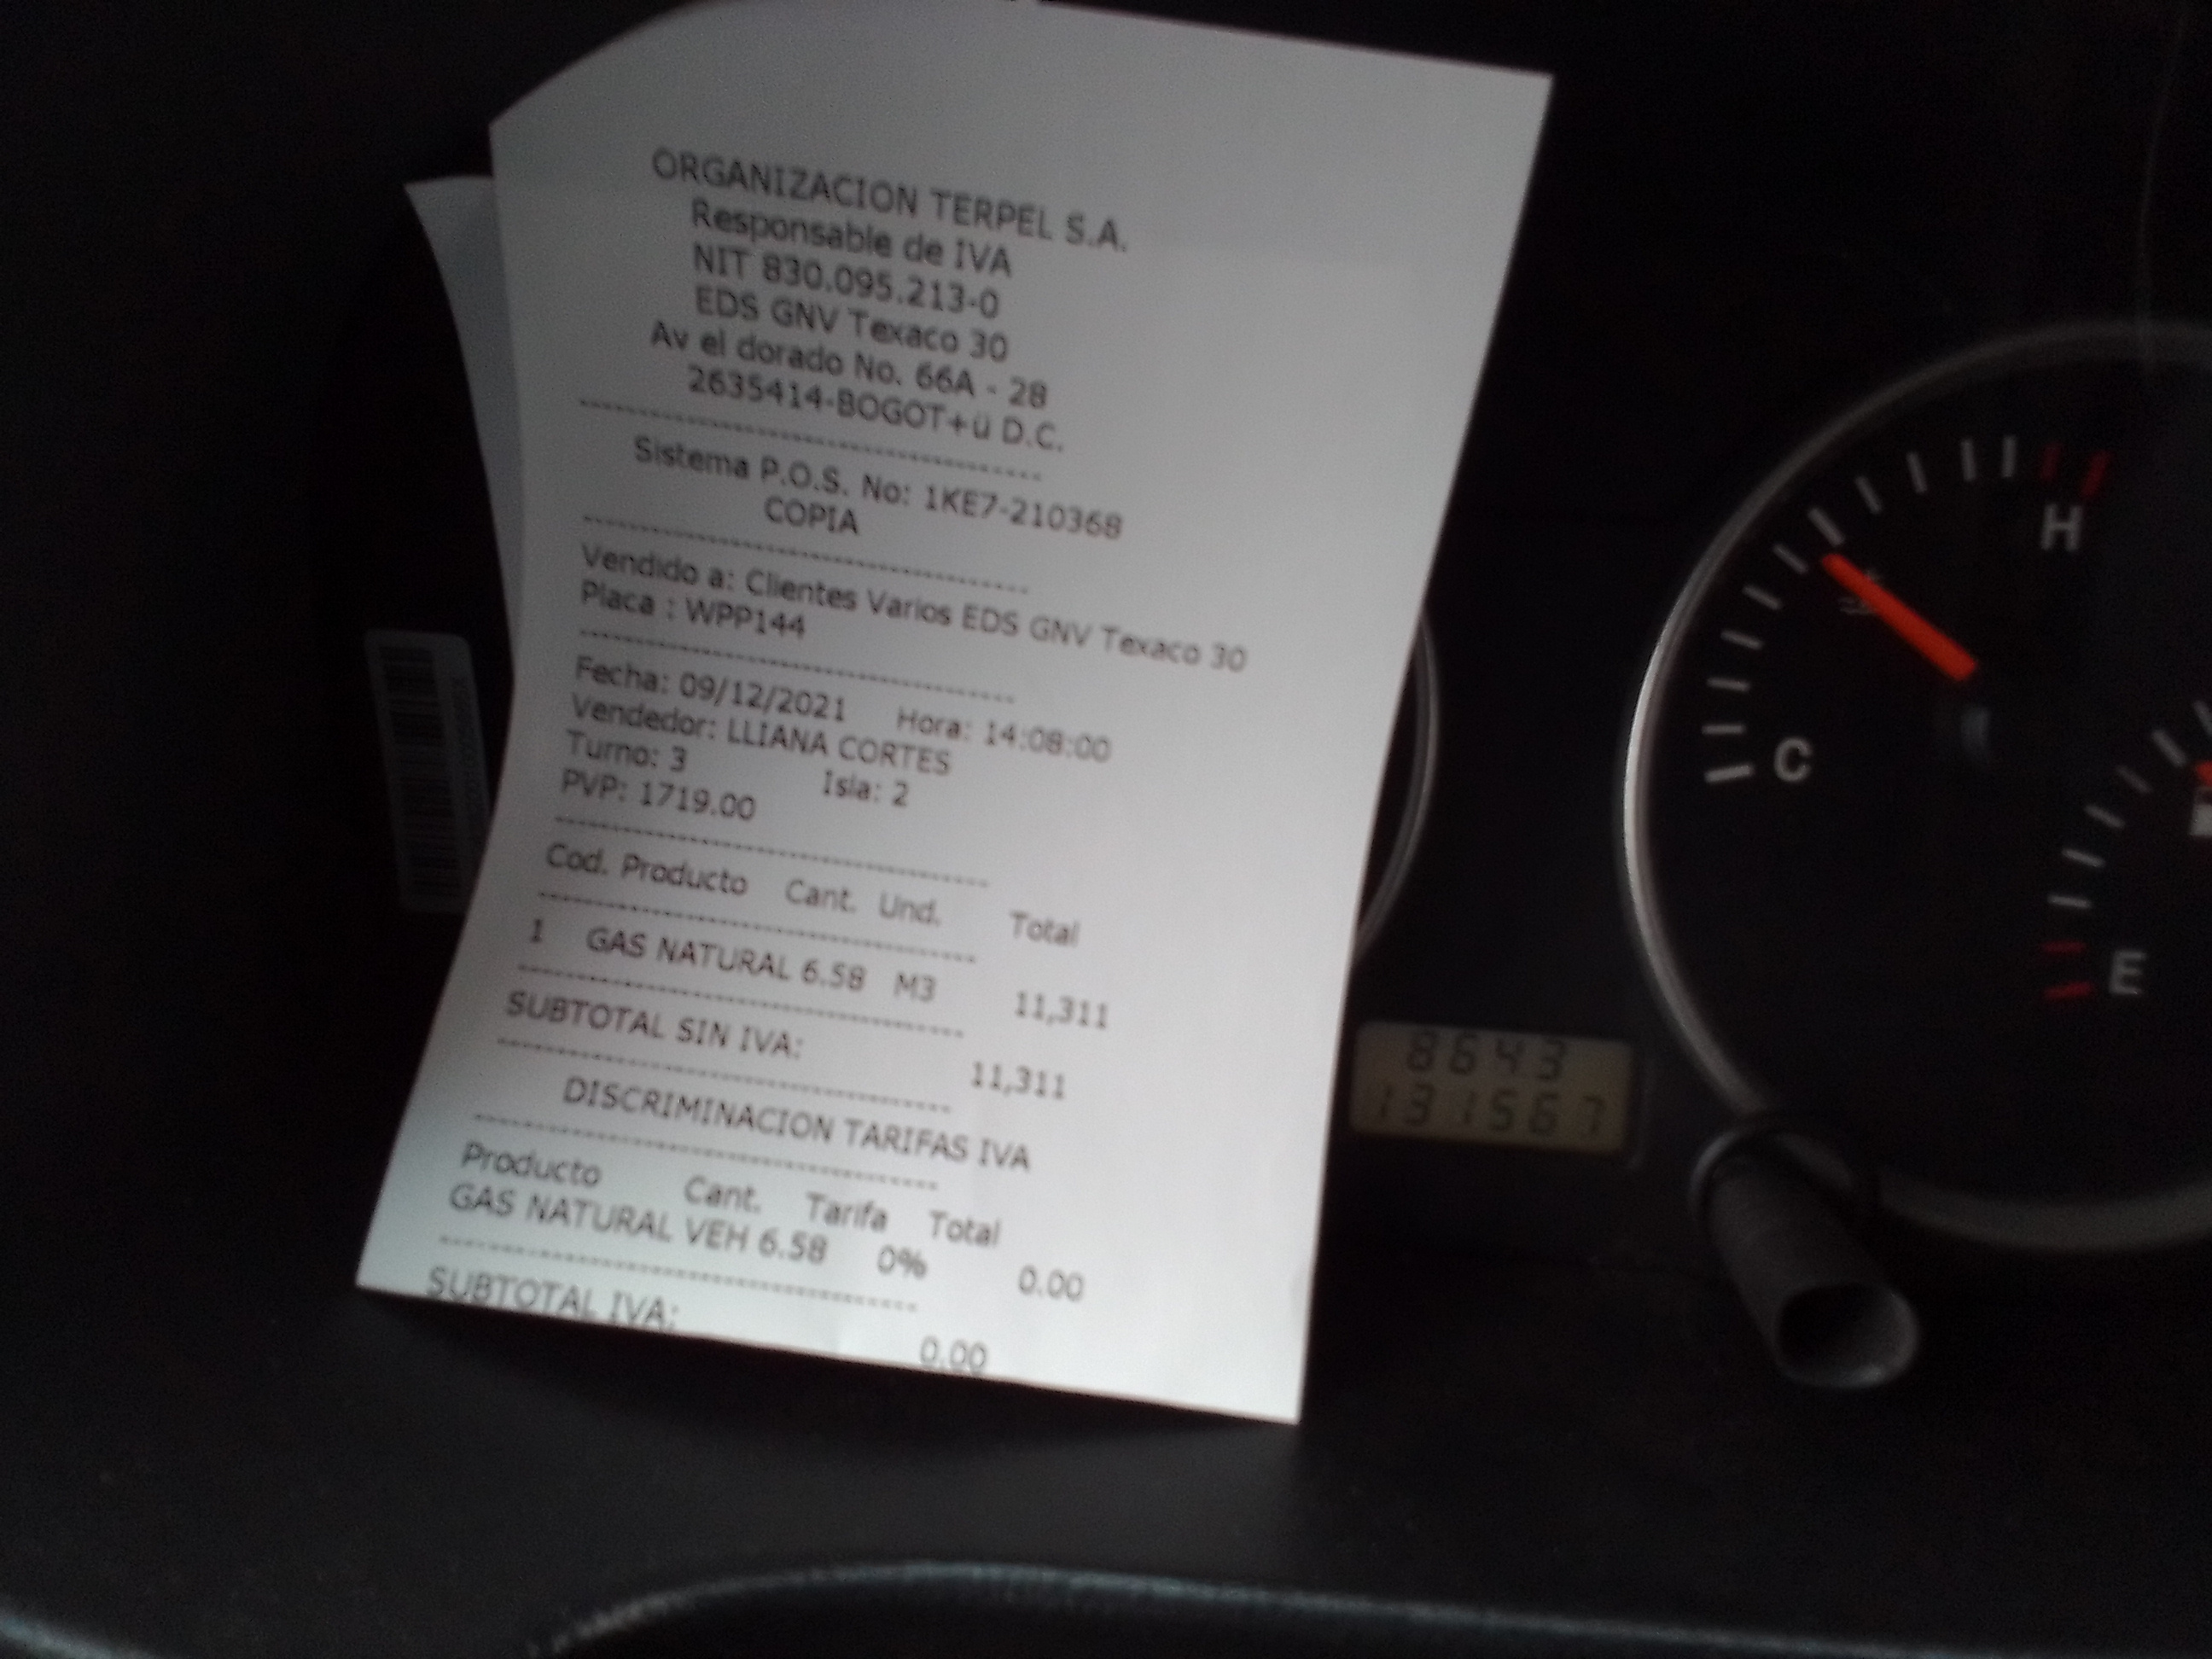 ORGANIZACION TERPEL S.A.
Responsable de IVA
NIT 830.095.213-0
EDS GNV Texaco 30
Av el dorado No. 66A - 28
2635414-BOGOT+ü D.C.
Sistema P.O.S. No: 1KE7-210368
COPIA
Vendido a: Clientes Varios EDS GNV Texaco 30
Placa : WPP144
Fecha: 09/12/2021 Hora: 14:08:00
Vendedor: LLIANA CORTES
Turno: 3 Isla: 2
PVP: 1719.00
Cod. Producto Cant. Und. Total
1 GAS NATURAL 6.58 M3 11,311
SUBTOTAL SIN IVA: 11,311
DISCRIMINACION TARIFAS IVA
Producto Cant. Tarifa Total
GAS NATURAL VEH 6.58 0% 0.00
SUBTOTAL IVA: 0.00
H
C
E
8643
131567